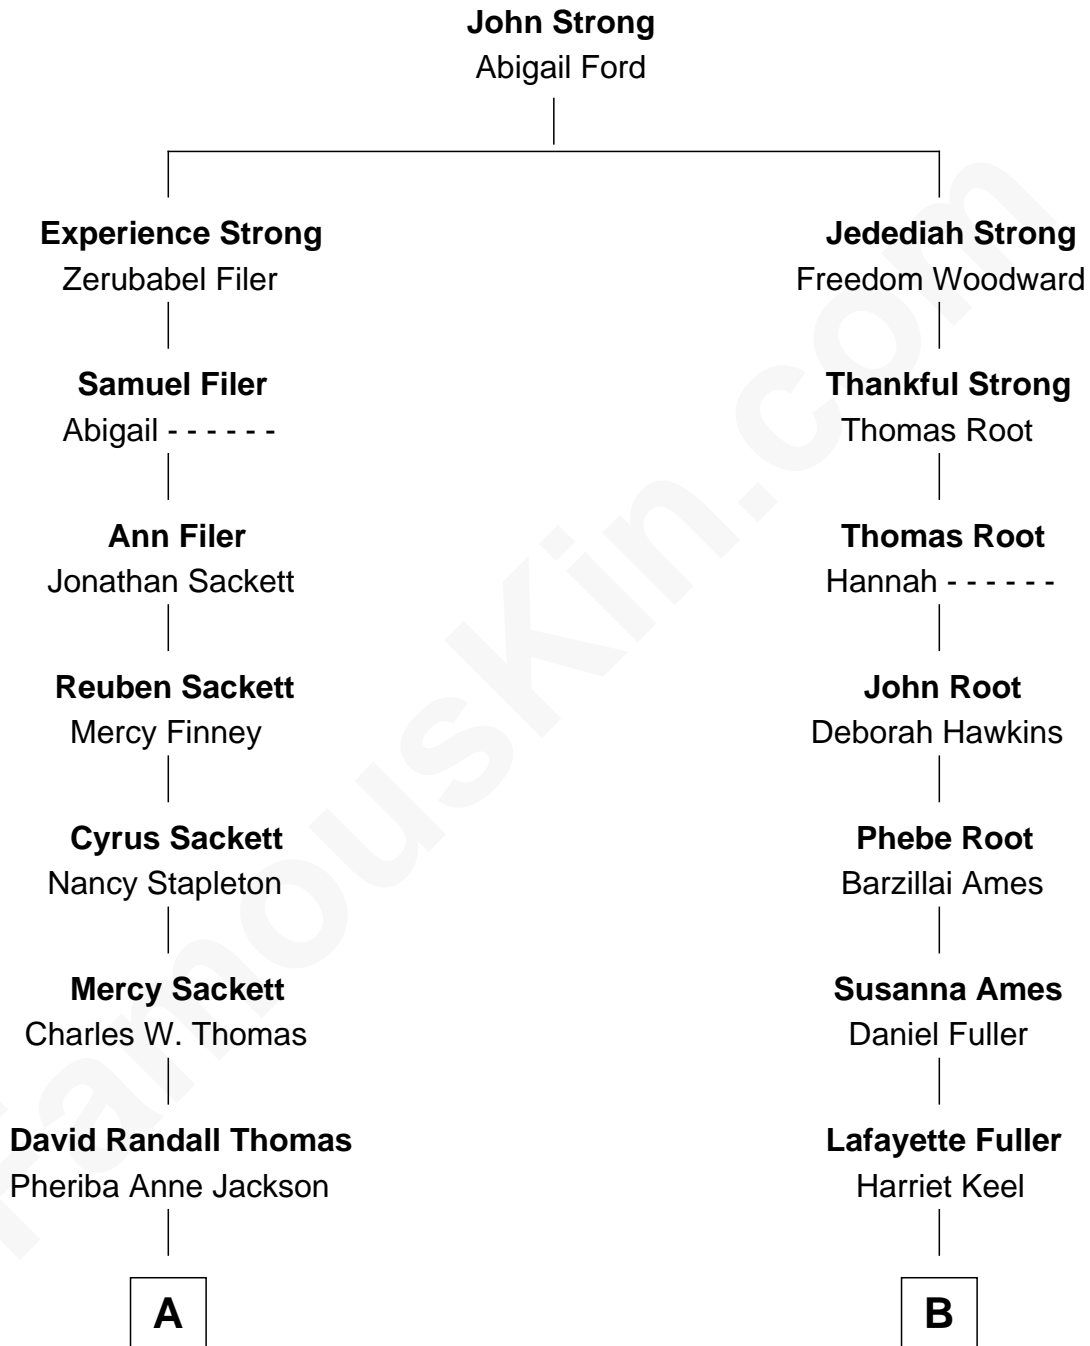 John Strong
Abigail Ford
Experience Strong
Zerubabel Filer
Jedediah Strong
Freedom Woodward
Samuel Filer
Abigail - - - - - -
Thankful Strong
Thomas Root
Ann Filer
Jonathan Sackett
Thomas Root
Hannah - - - - - -
Reuben Sackett
Mercy Finney
John Root
Deborah Hawkins
Cyrus Sackett
Nancy Stapleton
Phebe Root
Barzillai Ames
Mercy Sackett
Charles W. Thomas
Susanna Ames
Daniel Fuller
David Randall Thomas
Pheriba Anne Jackson
Lafayette Fuller
Harriet Keel
A
B
FamousKin.com